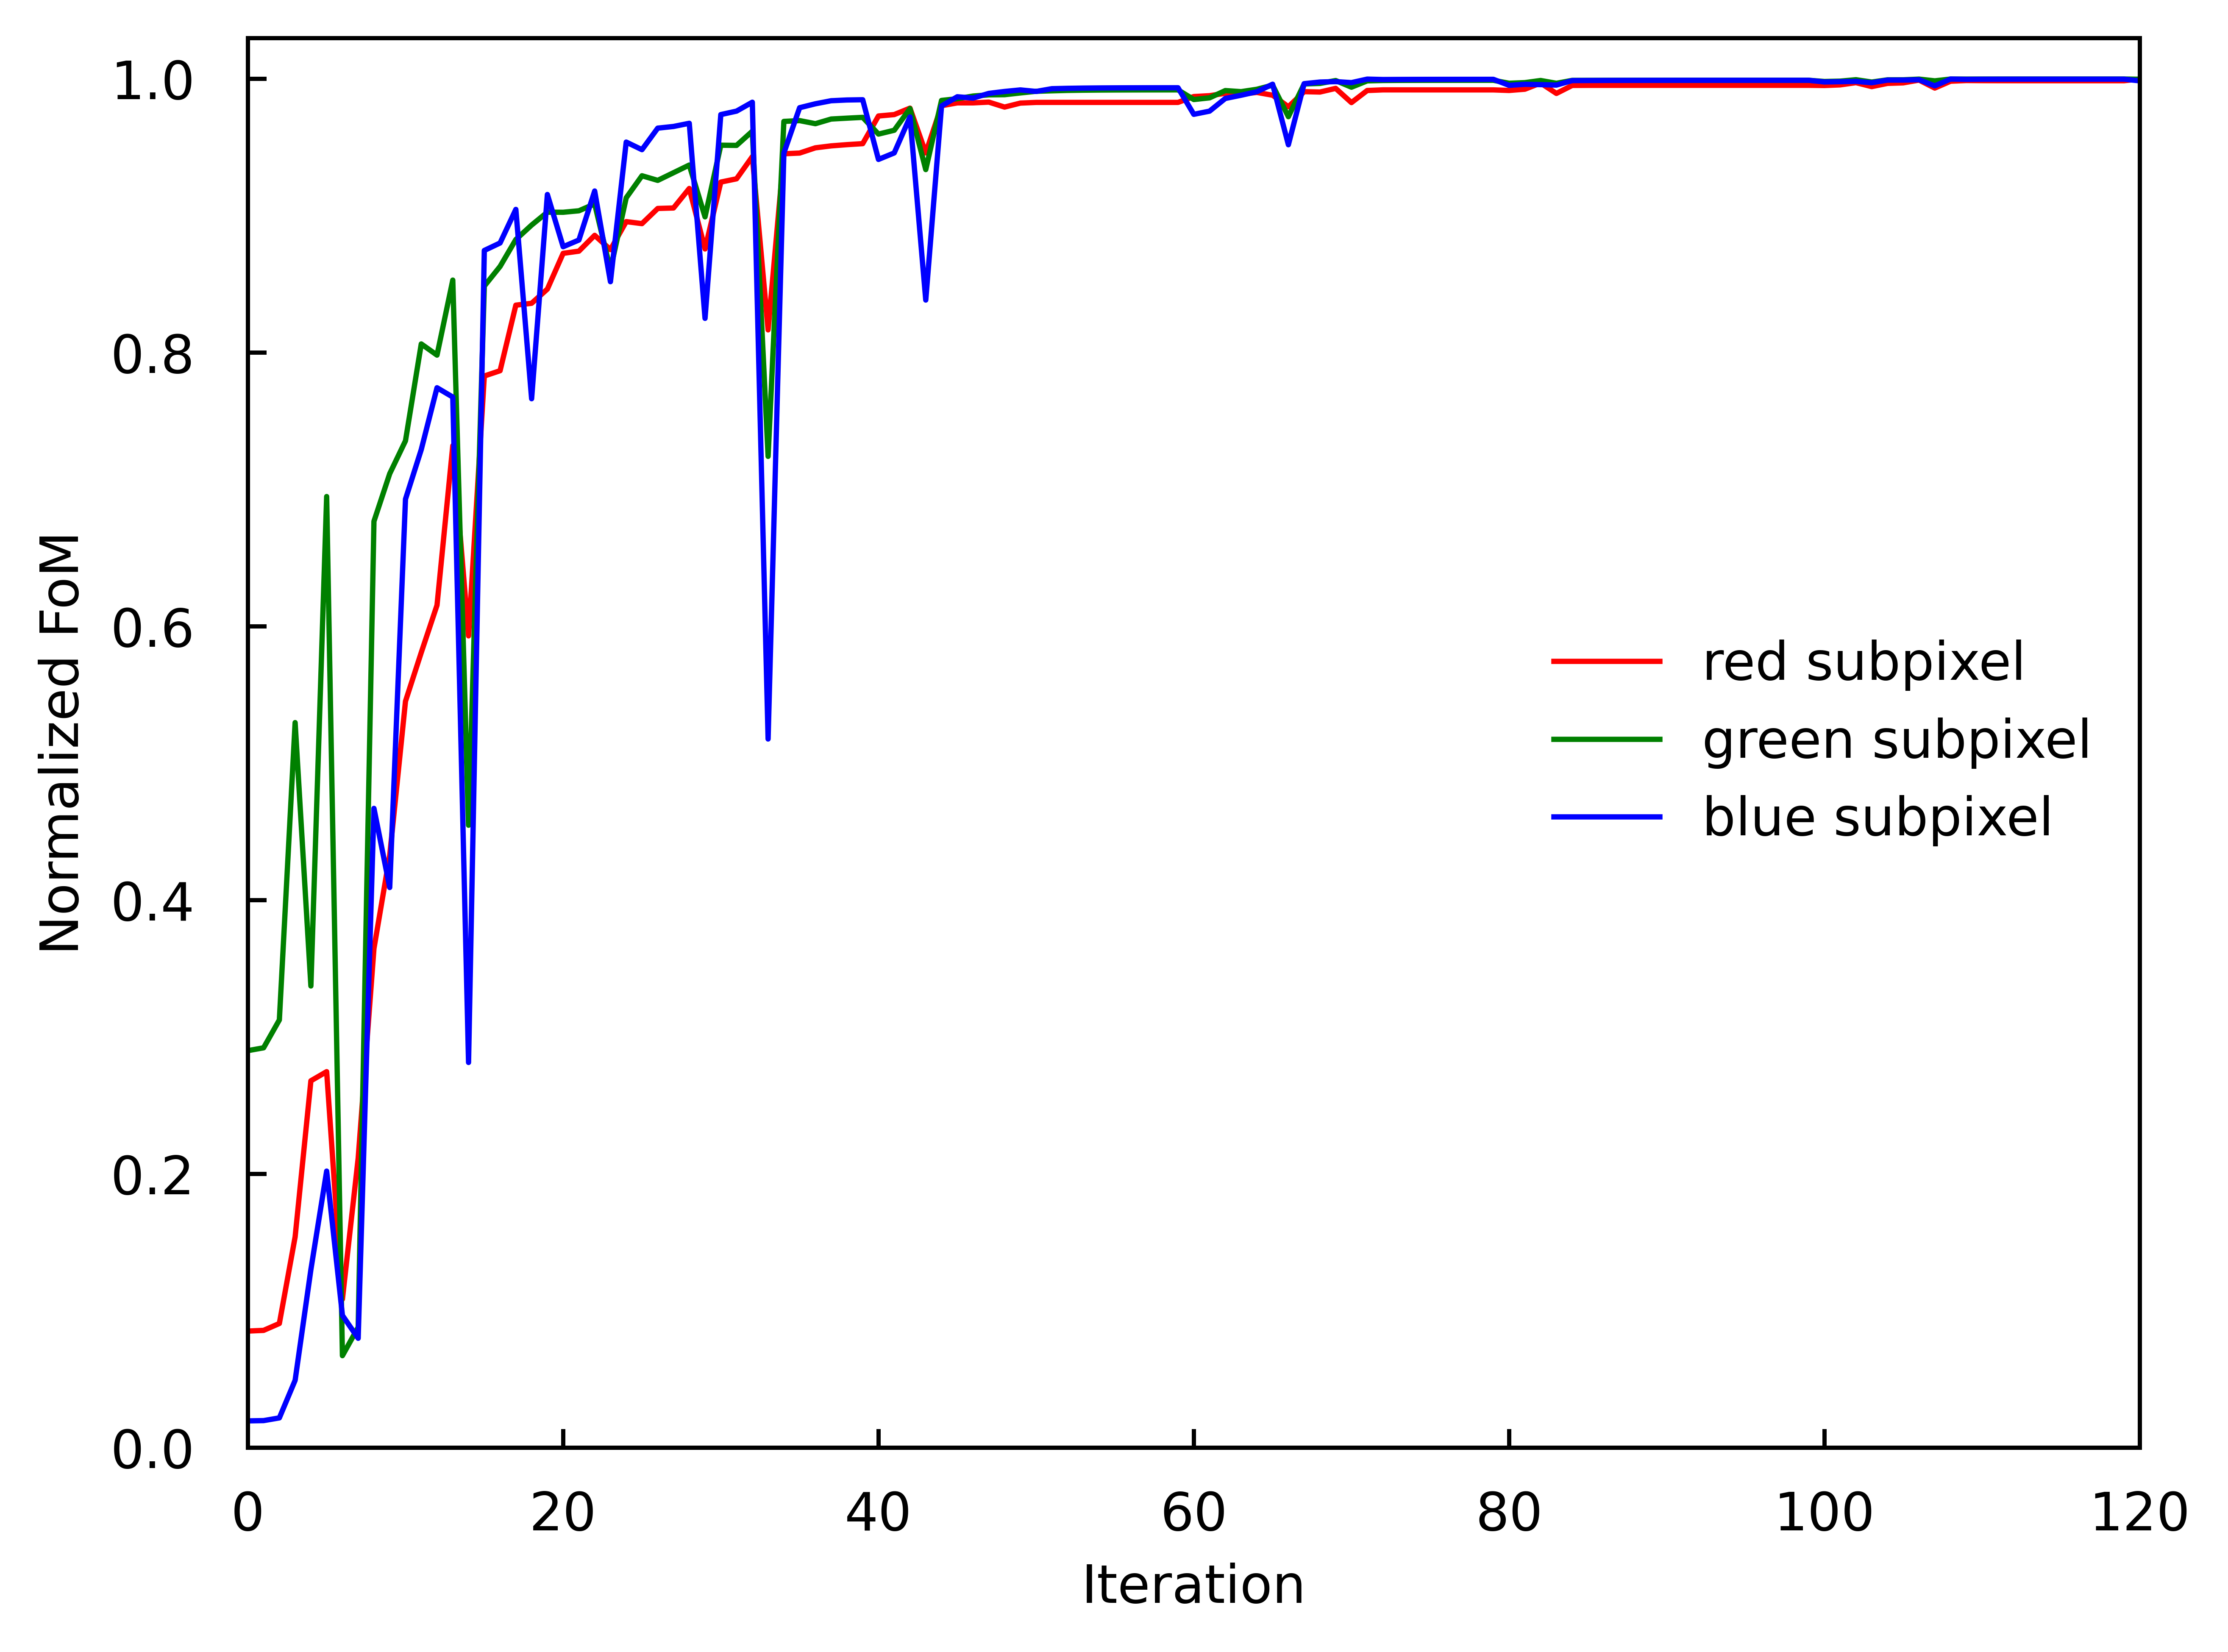 1.0
0.8
0.6
0.4
0.2
0.0
Normalized FoM
red subpixel
green subpixel
blue subpixel
0 20 40 60 80 100 120
Iteration